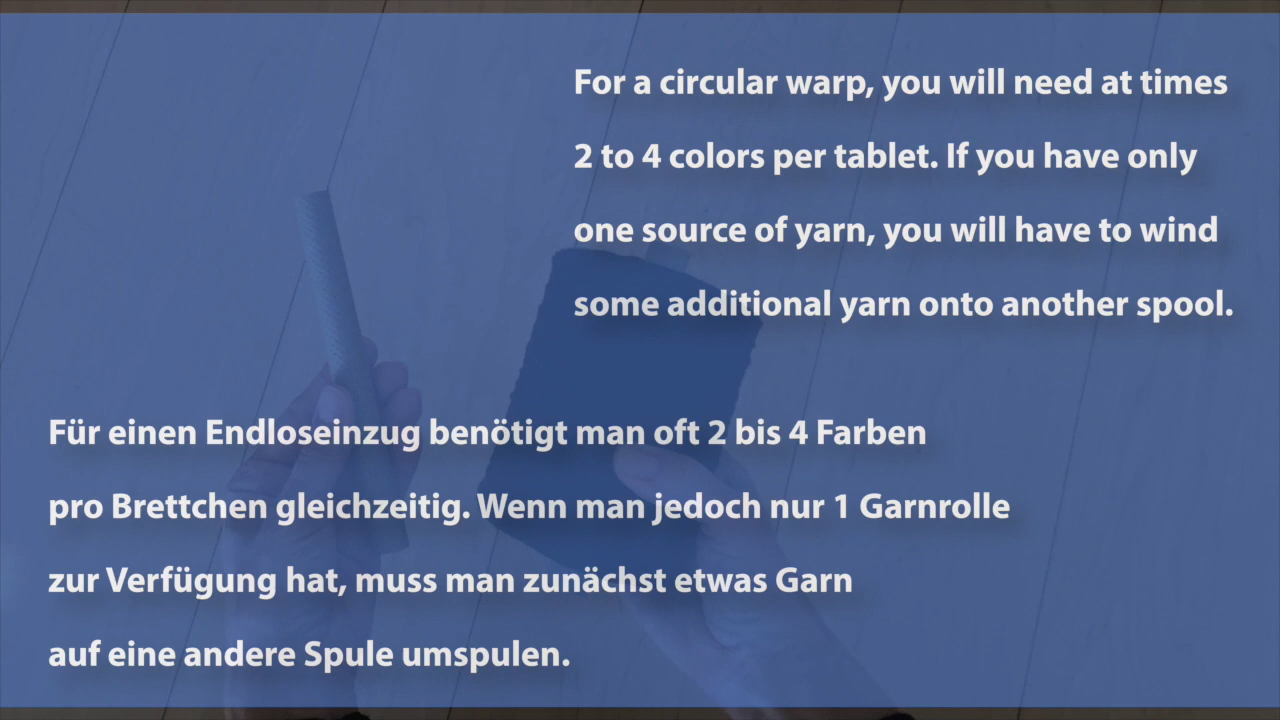 For a circular warp, you will need at times
2 to 4 colors per tablet. If you have only
one source of yarn, you will have to wind
some additional yarn onto another spool.
Für einen Endloseinzug benötigt man oft 2 bis 4 Farben
pro Brettchen gleichzeitig. Wenn man jedoch nur 1 Garnrolle
zur Verfügung hat, muss man zunächst etwas Garn
auf eine andere Spule umspulen.